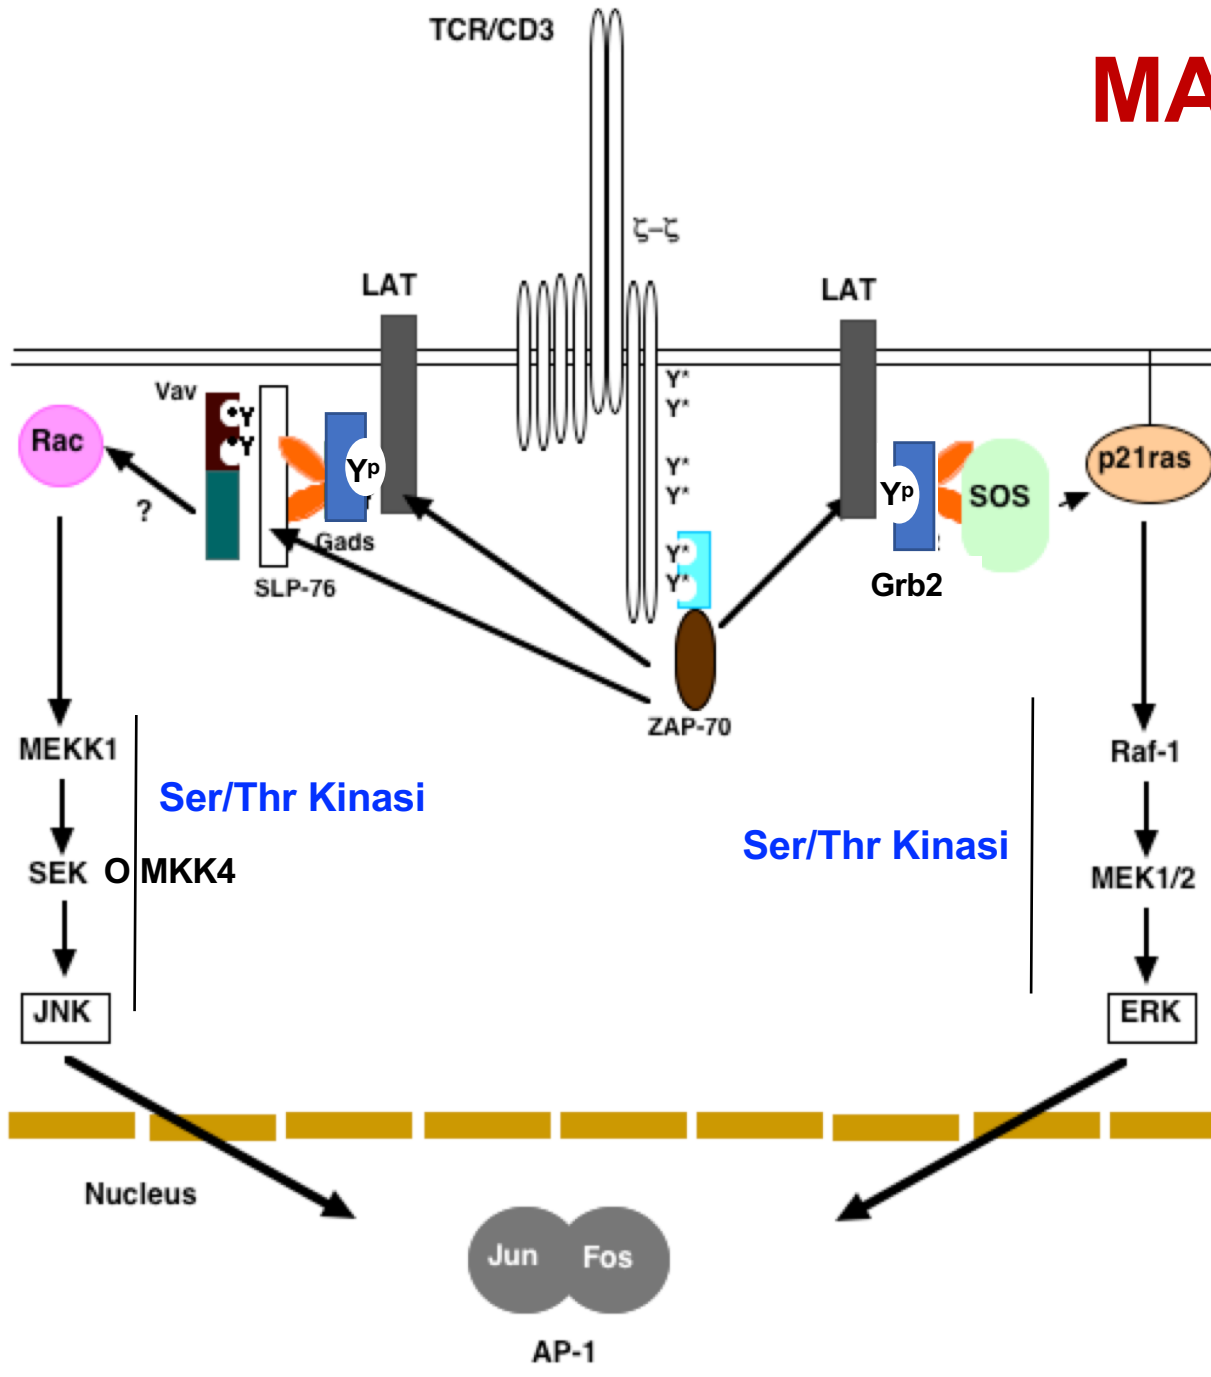 TCR/CD3
MA
ζ–ζ
LAT
LAT
Vav
Y
Y
Rac
?
Yp
Gads
SLP-76
Y*
Y*
Y*
Y*
Y*
Y*
ZAP-70
Yp
SOS
Grb2
p21ras
MEKK1
Ser/Thr Kinasi
SEK O MKK4
JNK
Raf-1
Ser/Thr Kinasi
MEK1/2
ERK
Nucleus
Jun Fos
AP-1